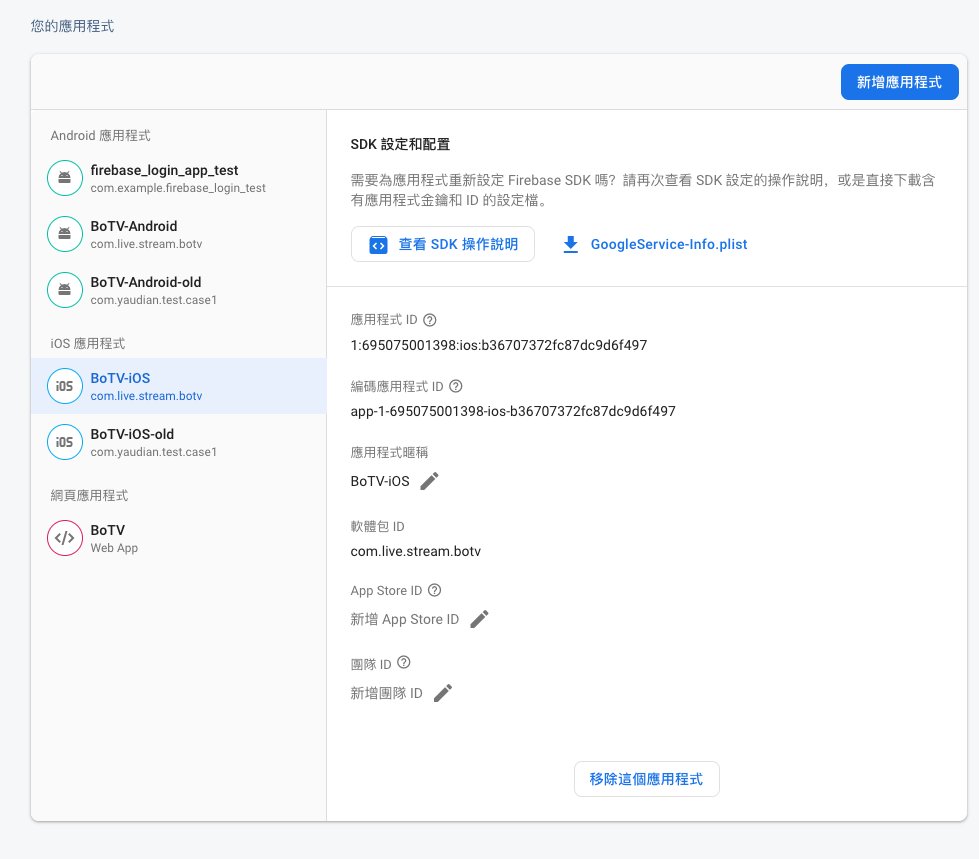 您的應用程式
新增應用程式
Android 應用程式
firebase_login_app_test
com.example.firebase_login_test
BoTV-Android
com.live.stream.botv
BoTV-Android-old
com.yaudian.test.case1
iOS 應用程式
iOS
BoTV-iOS
com.live.stream.botv
iOS
BoTV-iOS-old
com.yaudian.test.case1
網頁應用程式
BoTV
Web App
SDK 設定和配置
需要為應用程式重新設定 Firebase SDK 嗎？請再次查看 SDK 設定的操作說明，或是直接下載含
有應用程式金鑰和 ID 的設定檔。
查看 SDK 操作說明
GoogleService-Info.plist
應用程式 ID
1:695075001398:ios:b36707372fc87dc9d6f497
編碼應用程式 ID
app-1-695075001398-ios-b36707372fc87dc9d6f497
應用程式暱稱
BoTV-iOS
軟體包 ID
com.live.stream.botv
App Store ID
新增 App Store ID
團隊 ID
新增團隊 ID
移除這個應用程式